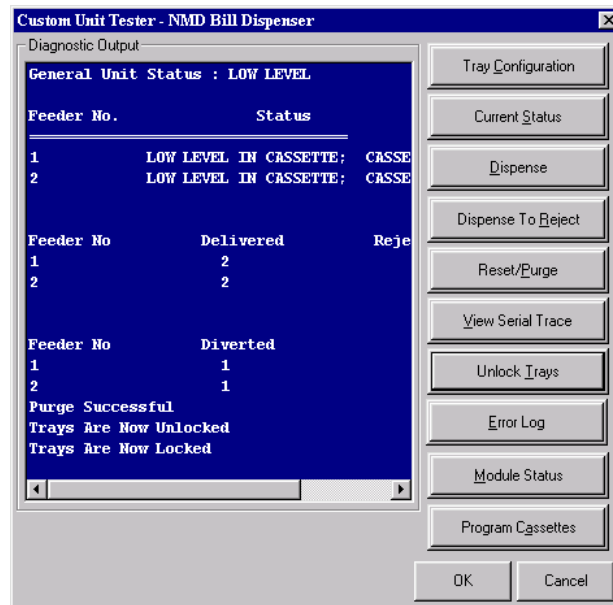 Custom Unit Tester - NMD Bill Dispenser
Diagnostic Output
General Unit Status : LOW LEVEL
Feeder No. Status
1 LOW LEVEL IN CASSETTE; CASSE
2 LOW LEVEL IN CASSETTE; CASSE
Feeder No Delivered Reje
1 2
2 2
Feeder No Diverted
1 1
2 1
Purge Successful
Trays Are Now Unlocked
Trays Are Now Locked
Tray Configuration
Current Status
Dispense
Dispense To Reject
Reset/Purge
View Serial Trace
Unlock Trays
Error Log
Module Status
Program Cassettes
OK
Cancel